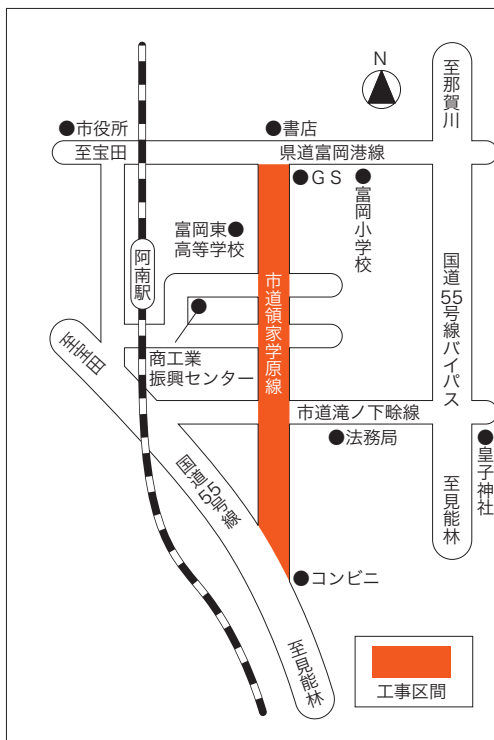 N
至那賀川
●市役所
●書店
至宝田
県道富岡港線
●GS
●富岡小学校
富岡東●
高等学校
阿南駅
市道領家学原線
国道55号線バイパス
至宝田
商工業
振興センター
市道滝ノ下畭線
●法務局
●皇子神社
国道55号線
至見能林
●コンビニ
至見能林
工事区間